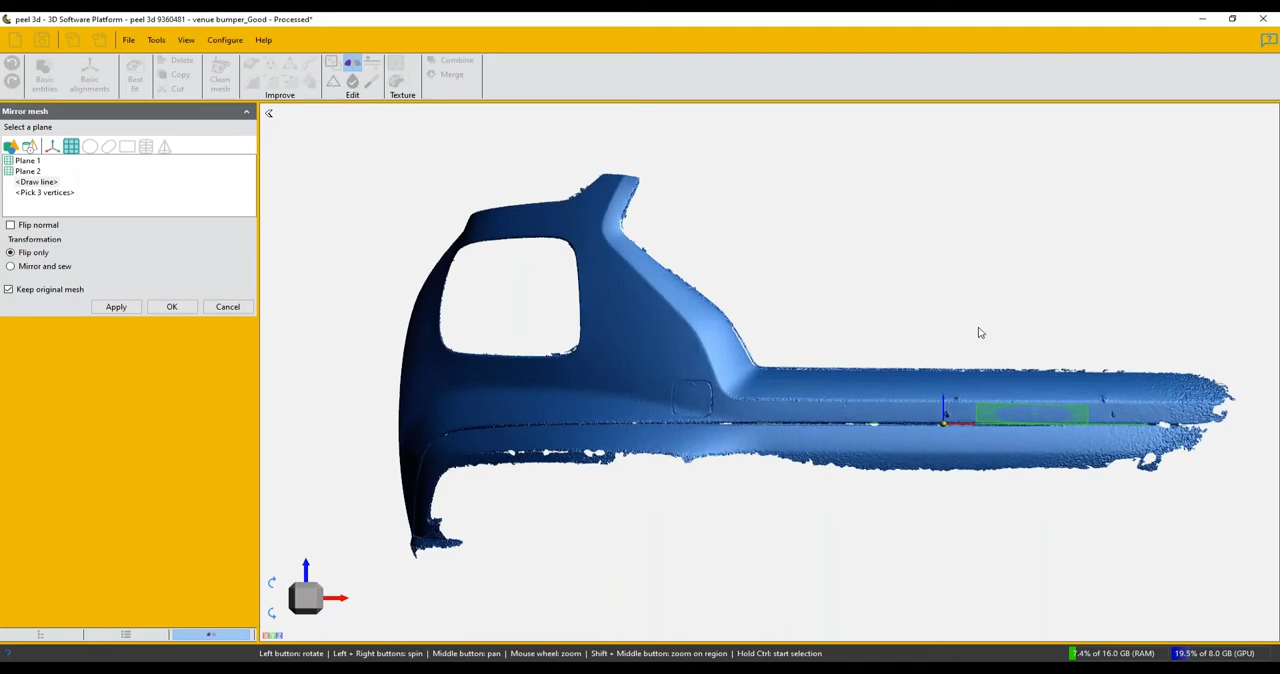 peel 3d - 3D Software Platform - peel 3d 9360481 - venue bumper_Good - Processed*
File Tools View Configure Help
Basic entities
Basic alignments
Best fit
Delete
Copy
Cut
Clean mesh
Improve
Edit
Texture
Combine
Merge
Mirror mesh
Select a plane
Plane 1
Plane 2
<Draw line>
<Pick 3 vertices>
Flip normal
Transformation
Flip only
Mirror and sew
Keep original mesh
Apply OK Cancel
X Y Z
Left button: rotate | Left + Right buttons: spin | Middle button: pan | Mouse wheel: zoom | Shift + Middle button: zoom on region | Hold Ctrl: start selection
7.4% of 16.0 GB (RAM) 19.5% of 8.0 GB (GPU)